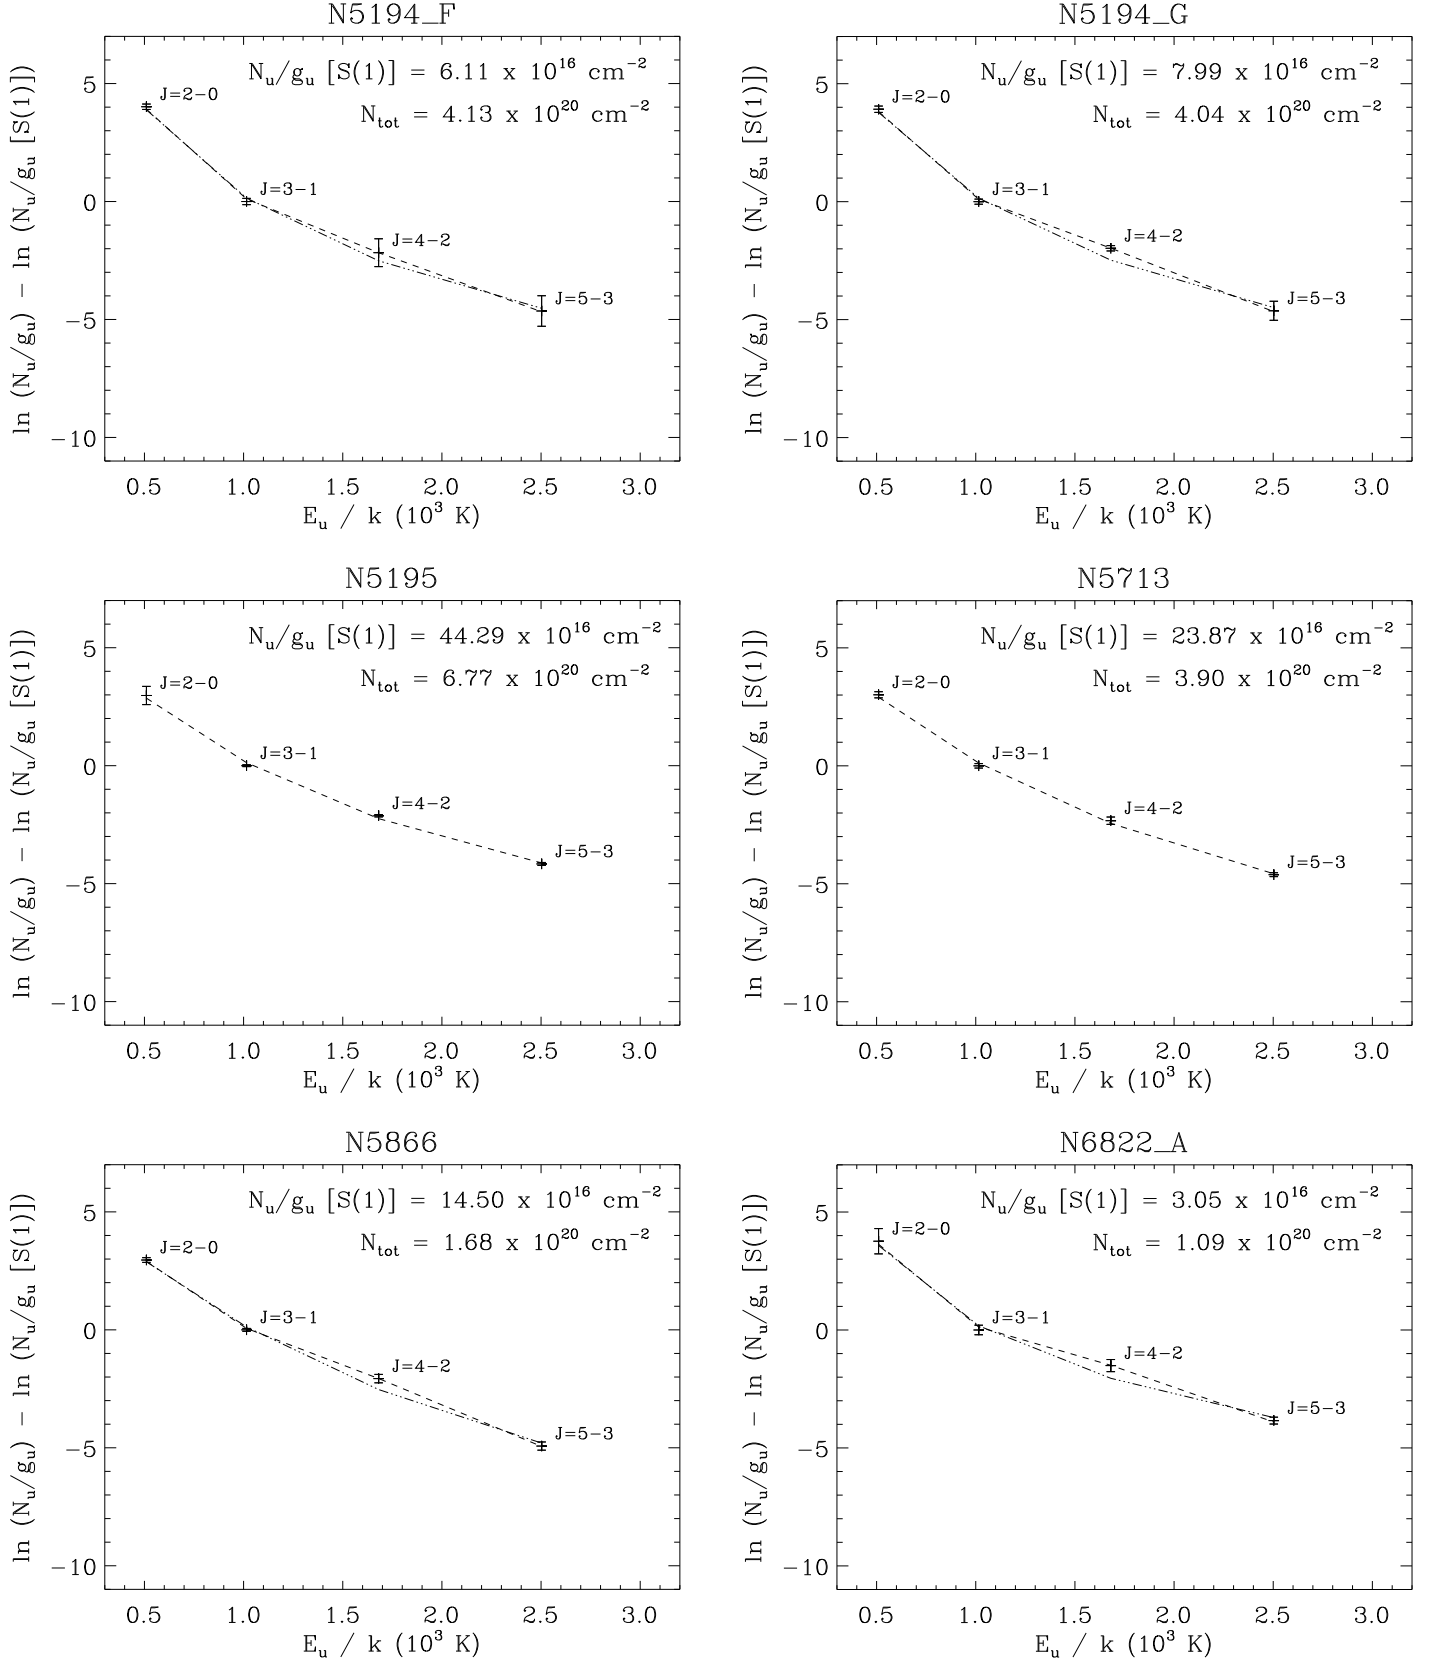 N5194_F
N_u/g_u [S(1)] = 6.11 x 10^16 cm^−2
N_tot = 4.13 x 10^20 cm^−2
J=2−0
J=3−1
J=4−2
J=5−3
5
0
−5
−10
ln (N_u/g_u) − ln (N_u/g_u [S(1)])
0.5 1.0 1.5 2.0 2.5 3.0
E_u / k (10^3 K)
N5194_G
N_u/g_u [S(1)] = 7.99 x 10^16 cm^−2
N_tot = 4.04 x 10^20 cm^−2
J=2−0
J=3−1
J=4−2
J=5−3
5
0
−5
−10
ln (N_u/g_u) − ln (N_u/g_u [S(1)])
0.5 1.0 1.5 2.0 2.5 3.0
E_u / k (10^3 K)
N5195
N_u/g_u [S(1)] = 44.29 x 10^16 cm^−2
N_tot = 6.77 x 10^20 cm^−2
J=2−0
J=3−1
J=4−2
J=5−3
5
0
−5
−10
ln (N_u/g_u) − ln (N_u/g_u [S(1)])
0.5 1.0 1.5 2.0 2.5 3.0
E_u / k (10^3 K)
N5713
N_u/g_u [S(1)] = 23.87 x 10^16 cm^−2
N_tot = 3.90 x 10^20 cm^−2
J=2−0
J=3−1
J=4−2
J=5−3
5
0
−5
−10
ln (N_u/g_u) − ln (N_u/g_u [S(1)])
0.5 1.0 1.5 2.0 2.5 3.0
E_u / k (10^3 K)
N5866
N_u/g_u [S(1)] = 14.50 x 10^16 cm^−2
N_tot = 1.68 x 10^20 cm^−2
J=2−0
J=3−1
J=4−2
J=5−3
5
0
−5
−10
ln (N_u/g_u) − ln (N_u/g_u [S(1)])
0.5 1.0 1.5 2.0 2.5 3.0
E_u / k (10^3 K)
N6822_A
N_u/g_u [S(1)] = 3.05 x 10^16 cm^−2
N_tot = 1.09 x 10^20 cm^−2
J=2−0
J=3−1
J=4−2
J=5−3
5
0
−5
−10
ln (N_u/g_u) − ln (N_u/g_u [S(1)])
0.5 1.0 1.5 2.0 2.5 3.0
E_u / k (10^3 K)